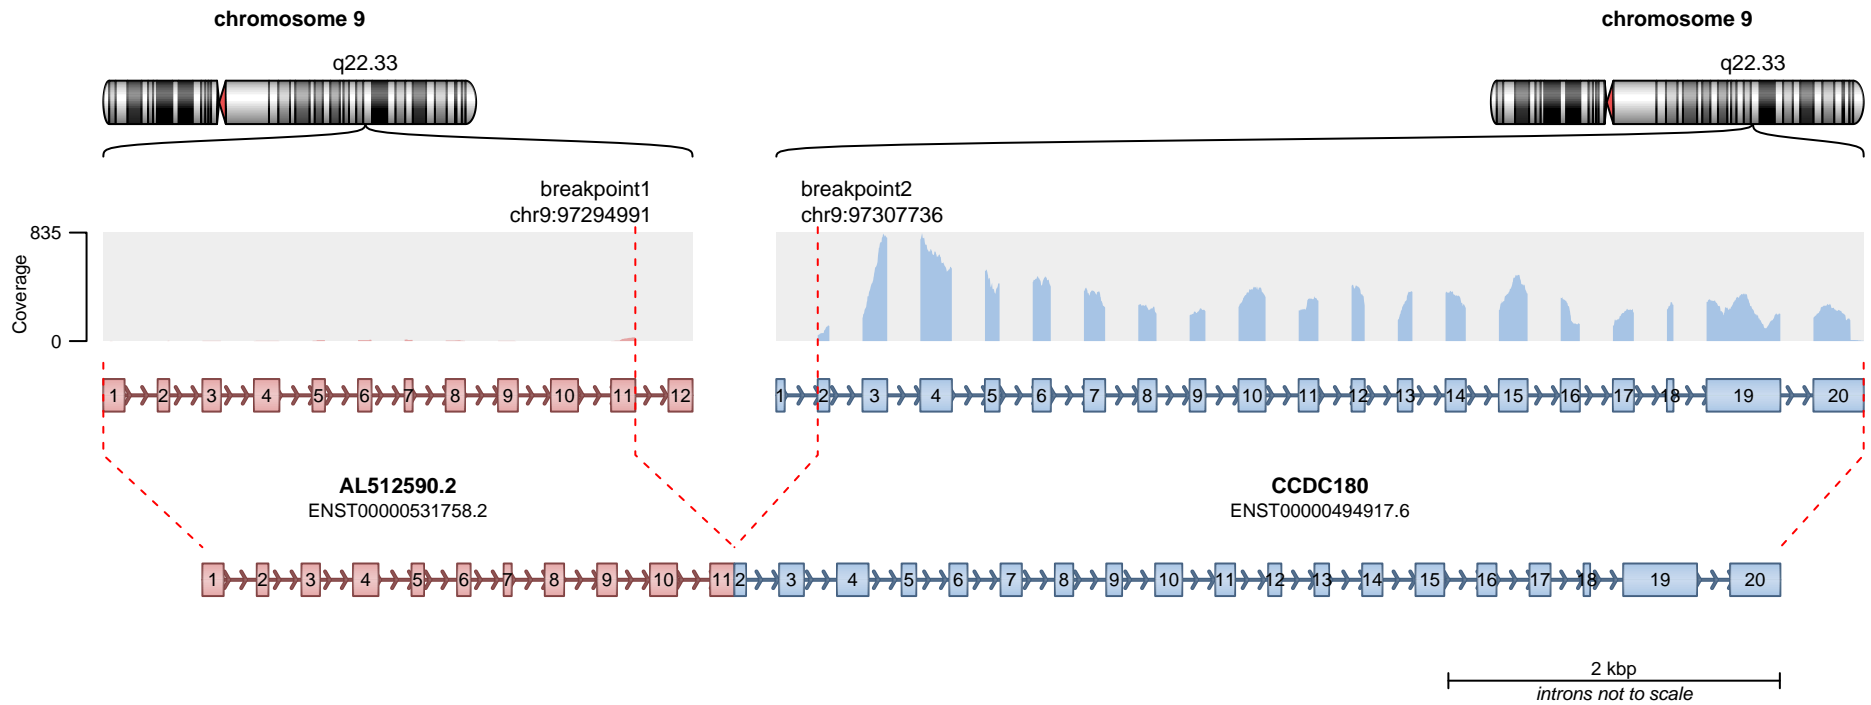 chromosome 9
chromosome 9
q22.33
q22.33
breakpoint1
chr9:97294991
breakpoint2
chr9:97307736
835
0
Coverage
1 2 3 4 5 6 7 8 9 10 11 12
1 2 3 4 5 6 7 8 9 10 11 12 13 14 15 16 17 18 19 20
AL512590.2
ENST00000531758.2
CCDC180
ENST00000494917.6
1 2 3 4 5 6 7 8 9 10 11 2 3 4 5 6 7 8 9 10 11 12 13 14 15 16 17 18 19 20
2 kbp
introns not to scale